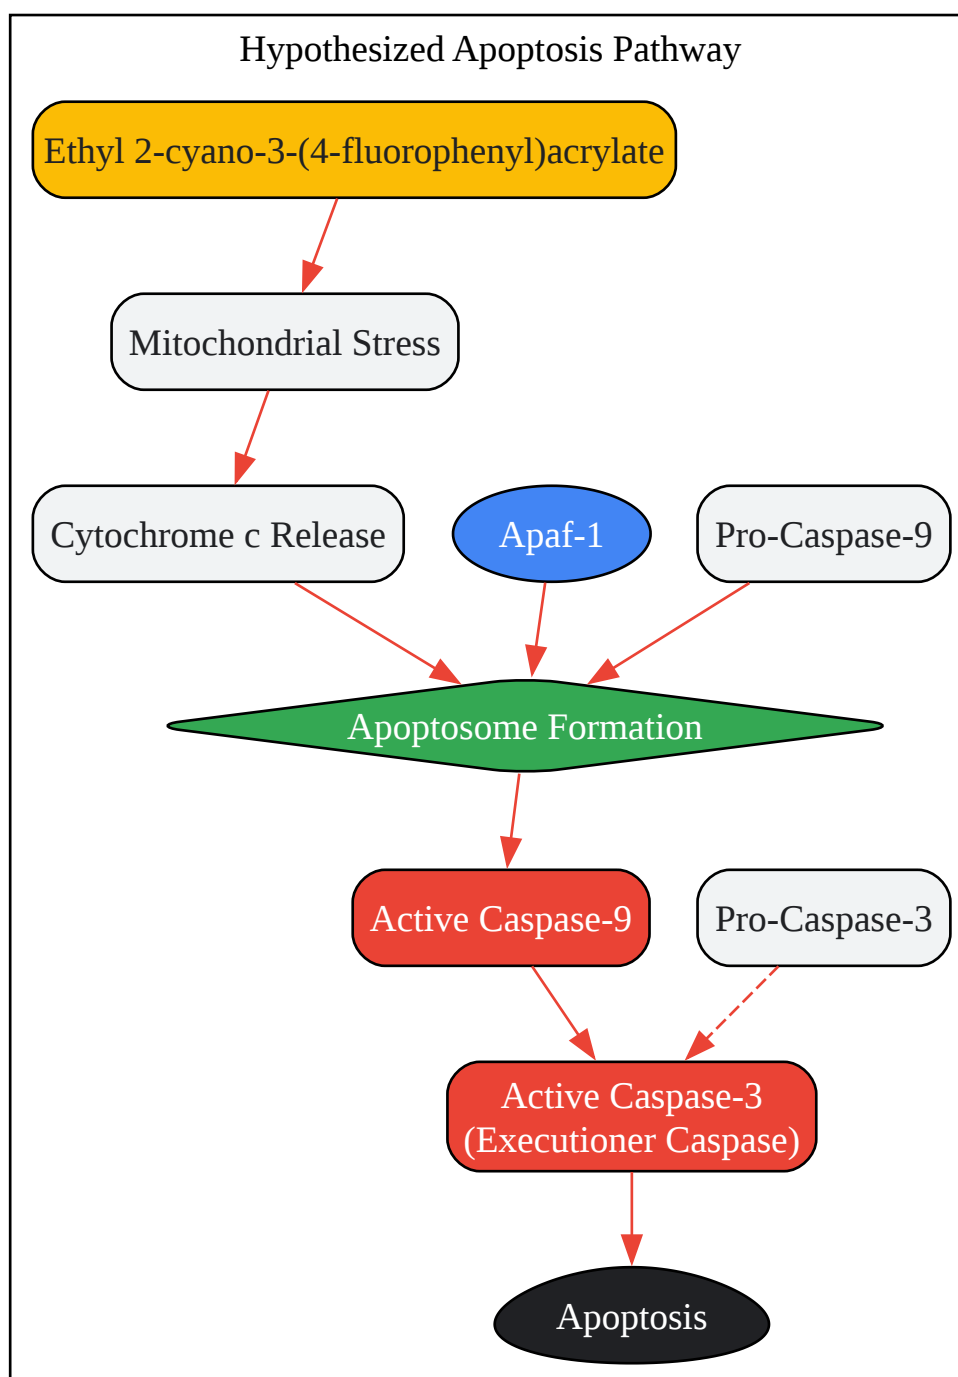 Hypothesized Apoptosis Pathway
Ethyl 2-cyano-3-(4-fluorophenyl)acrylate
Mitochondrial Stress
Cytochrome c Release
Apaf-1
Pro-Caspase-9
Apoptosome Formation
Active Caspase-9
Pro-Caspase-3
Active Caspase-3
(Executioner Caspase)
Apoptosis